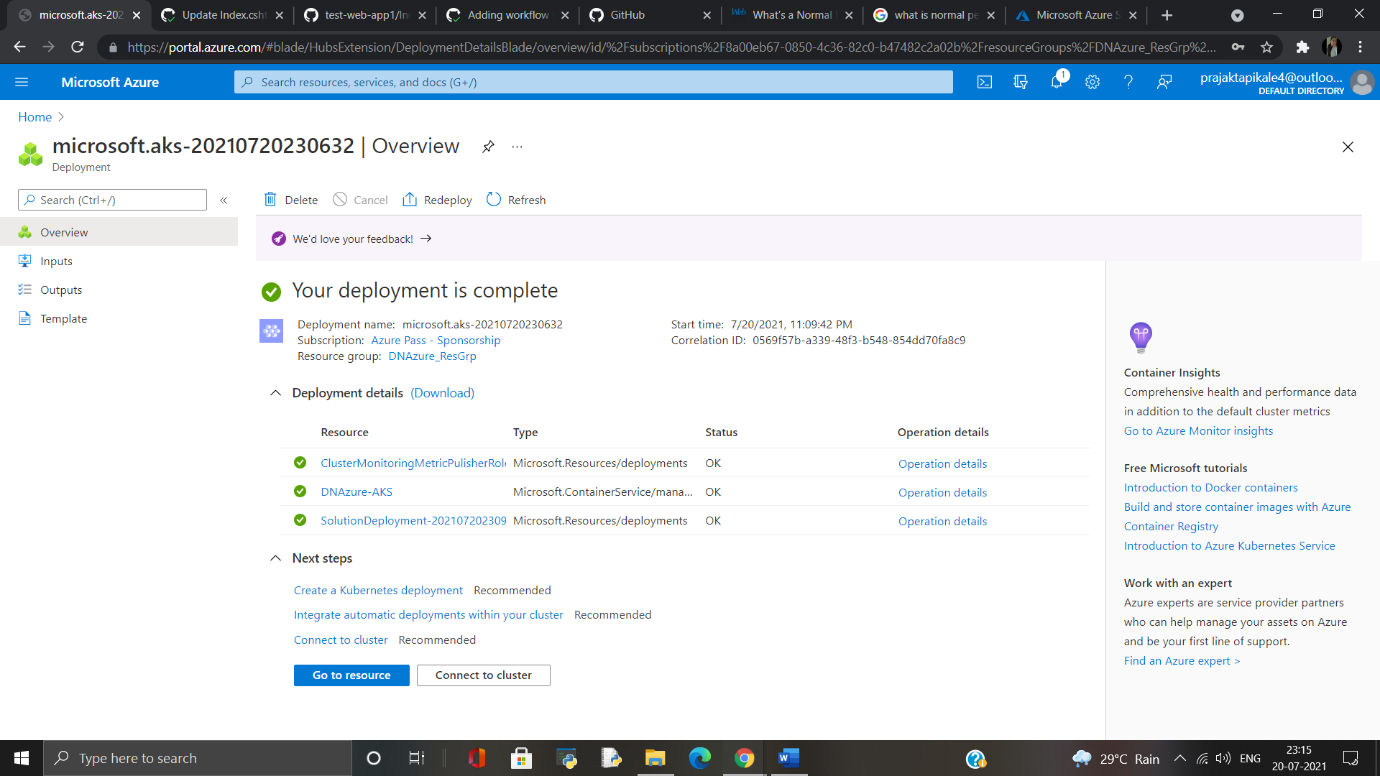 microsoft.aks-202
Update Index.csht
test-web-app1/In
Adding workflow
GitHub
What's a Normal
what is normal pe
Microsoft Azure S
https://portal.azure.com/#blade/HubsExtension/DeploymentDetailsBlade/overview/id/%2Fsubscriptions%2F8a00eb67-0850-4c36-82c0-b47482c2a02b%2FresourceGroups%2FDNAzure_ResGrp%2...
Microsoft Azure
Search resources, services, and docs (G+/)
1
prajaktapikale4@outloo...
DEFAULT DIRECTORY
Home >
microsoft.aks-20210720230632 | Overview
Deployment
Search (Ctrl+/)
Overview
Inputs
Outputs
Template
Delete Cancel Redeploy Refresh
We'd love your feedback! →
Your deployment is complete
Deployment name: microsoft.aks-20210720230632
Subscription: Azure Pass - Sponsorship
Resource group: DNAzure_ResGrp
Start time: 7/20/2021, 11:09:42 PM
Correlation ID: 0569f57b-a339-48f3-b548-854dd70fa8c9
Deployment details (Download)
Resource Type Status Operation details
ClusterMonitoringMetricPulisherRole Microsoft.Resources/deployments OK Operation details
DNAzure-AKS Microsoft.ContainerService/mana... OK Operation details
SolutionDeployment-202107202309 Microsoft.Resources/deployments OK Operation details
Next steps
Create a Kubernetes deployment Recommended
Integrate automatic deployments within your cluster Recommended
Connect to cluster Recommended
Go to resource Connect to cluster
Container Insights
Comprehensive health and performance data
in addition to the default cluster metrics
Go to Azure Monitor insights
Free Microsoft tutorials
Introduction to Docker containers
Build and store container images with Azure
Container Registry
Introduction to Azure Kubernetes Service
Work with an expert
Azure experts are service provider partners
who can help manage your assets on Azure
and be your first line of support.
Find an Azure expert >
Type here to search
29°C Rain
ENG
23:15
20-07-2021